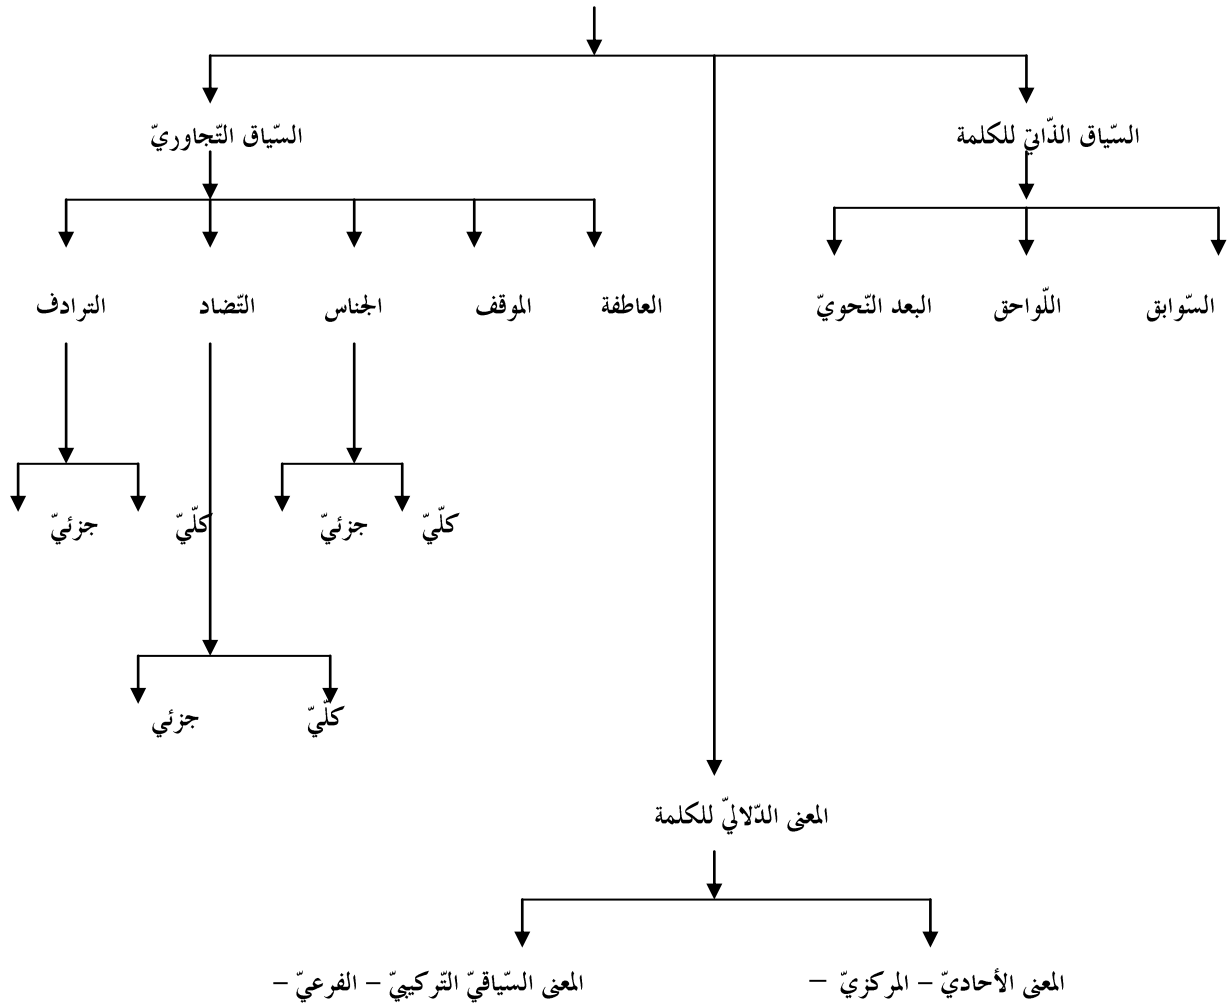 السّياق الذّاتيّ للكلمة السّياق التّجاوريّ
السّوابق اللّواحق البعد النّحويّ العاطفة الموقف الجناس التّضاد الترادف
كلّيّ جزئيّ كلّيّ جزئيّ
كلّيّ جزئي
المعنى الدّلاليّ للكلمة
المعنى الأحاديّ – المركزيّ – المعنى السّياقيّ التّركيبيّ – الفرعيّ –